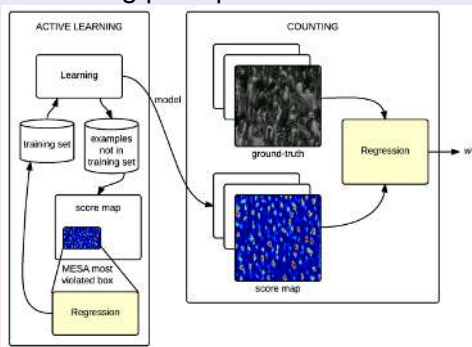 ACTIVE LEARNING
Learning
training set
examples
not in
training set
score map
MESA most
violated box
Regression
COUNTING
model
ground-truth
score map
Regression
w